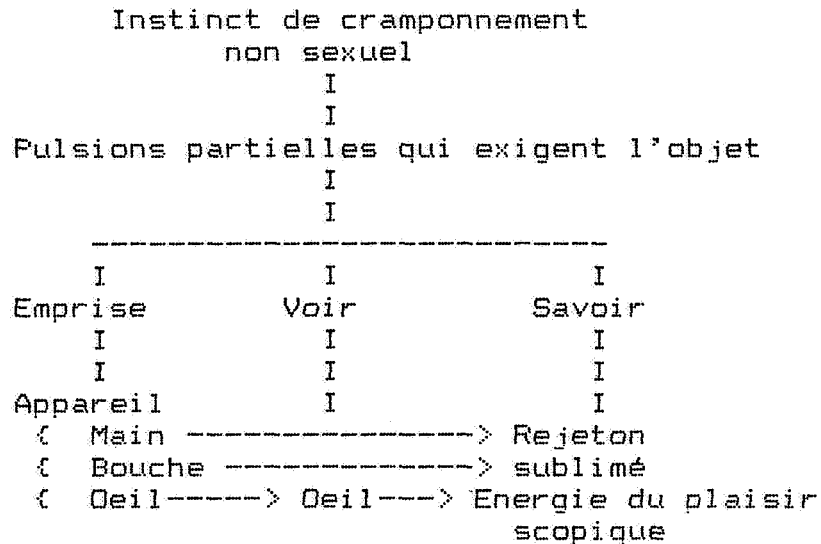 Instinct de cramponnement
non sexuel
I
I
Pulsions partielles qui exigent l'objet
I
I
---------------------------
I I I
Emprise Voir Savoir
I I I
I I I
Appareil I I
{ Main ---------------> Rejeton
{ Bouche -------------> sublimé
{ Oeil-----> Oeil---> Energie du plaisir
scopique